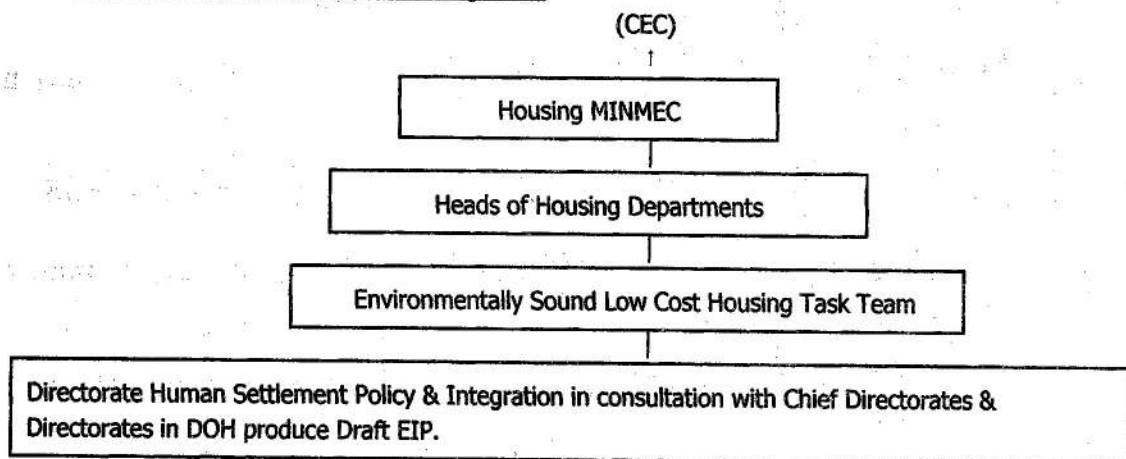 (CEC)
↑
Housing MINMEC
Heads of Housing Departments
Environmentally Sound Low Cost Housing Task Team
Directorate Human Settlement Policy & Integration in consultation with Chief Directorates &
Directorates in DOH produce Draft EIP.